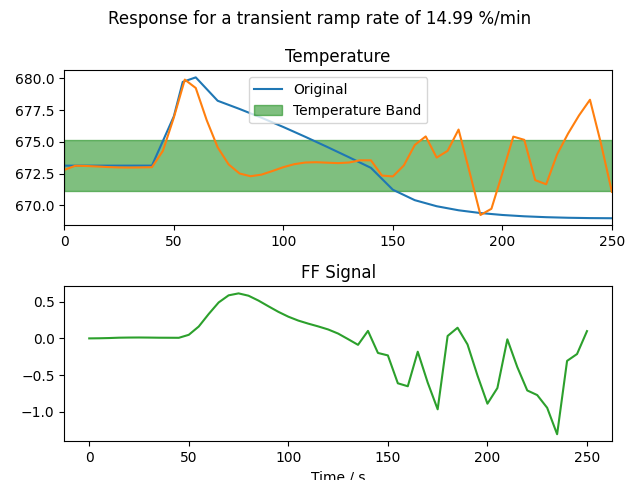 Response for a transient ramp rate of 14.99 %/min
Temperature
680.0
677.5
675.0
672.5
670.0
Original
Temperature Band
0 50 100 150 200 250
FF Signal
0.5
0.0
−0.5
−1.0
0 50 100 150 200 250
Time / s